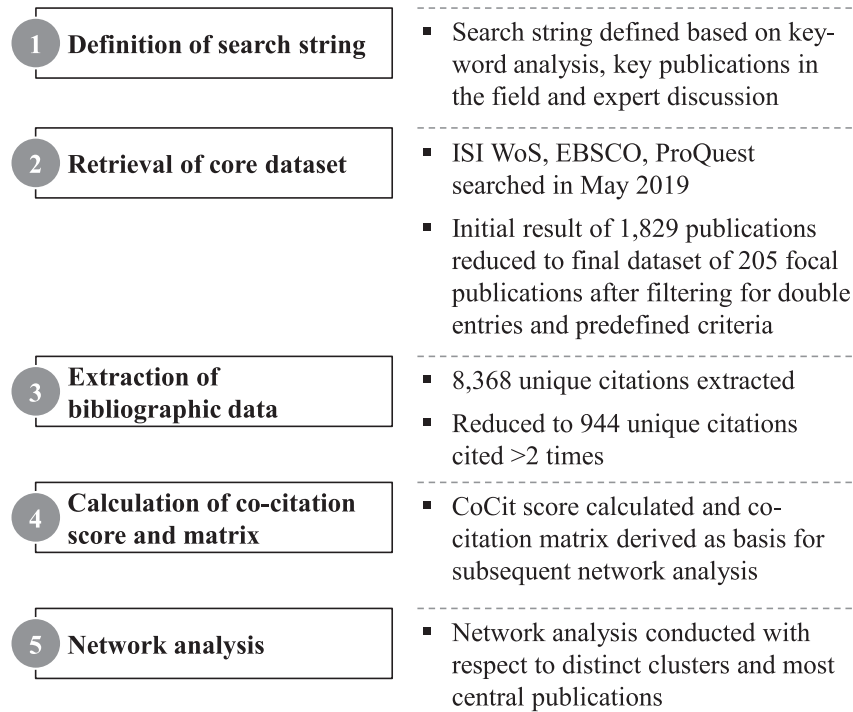 1 Definition of search string
▪ Search string defined based on key-
word analysis, key publications in
the field and expert discussion
2 Retrieval of core dataset
▪ ISI WoS, EBSCO, ProQuest
searched in May 2019
▪ Initial result of 1,829 publications
reduced to final dataset of 205 focal
publications after filtering for double
entries and predefined criteria
3 Extraction of
bibliographic data
▪ 8,368 unique citations extracted
▪ Reduced to 944 unique citations
cited >2 times
4 Calculation of co-citation
score and matrix
▪ CoCit score calculated and co-
citation matrix derived as basis for
subsequent network analysis
5 Network analysis
▪ Network analysis conducted with
respect to distinct clusters and most
central publications